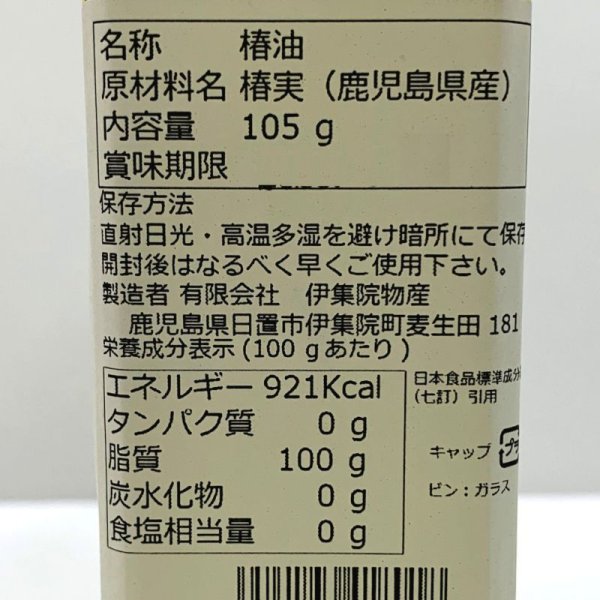 名称　椿油
原材料名 椿実（鹿児島県産）
内容量　105 g
賞味期限
保存方法
直射日光・高温多湿を避け暗所にて保存
開封後はなるべく早くご使用下さい。
製造者 有限会社　伊集院物産
鹿児島県日置市伊集院町麦生田 181
栄養成分表示 (100 gあたり)
エネルギー 921Kcal
タンパク質　0 g
脂質　100 g
炭水化物　0 g
食塩相当量　0 g
日本食品標準成分
（七訂）引用
キャップ プラ
ビン：ガラス